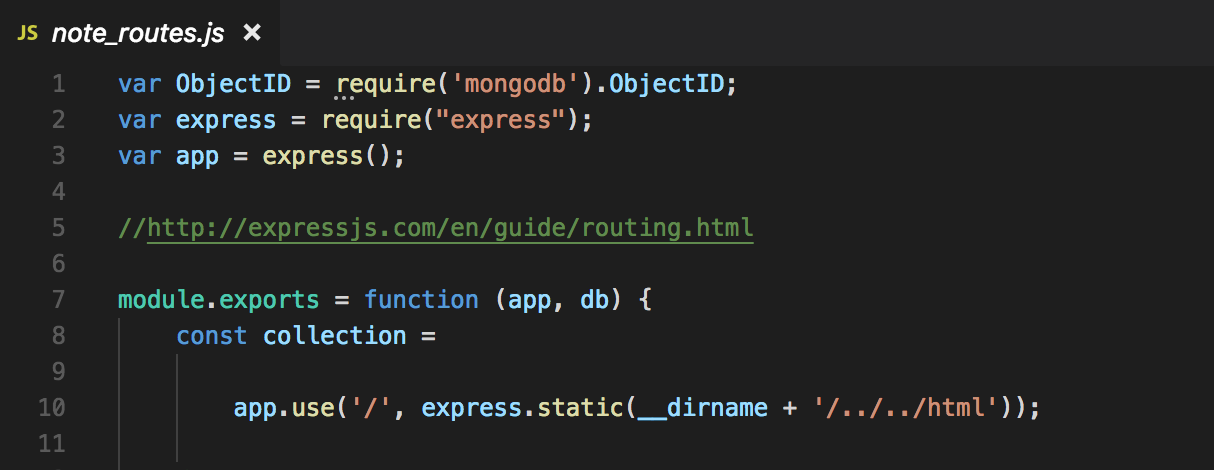 JS note_routes.js ×
1 var ObjectID = require('mongodb').ObjectID;
2 var express = require("express");
3 var app = express();
4
5 //http://expressjs.com/en/guide/routing.html
6
7 module.exports = function (app, db) {
8 const collection =
9
10 app.use('/', express.static(__dirname + '/../../html'));
11